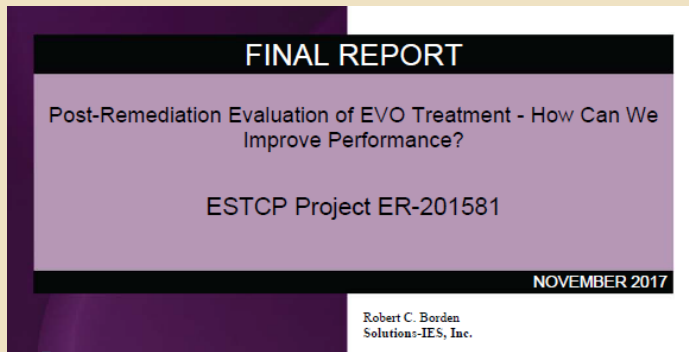 FINAL REPORT
Post-Remediation Evaluation of EVO Treatment - How Can We
Improve Performance?
ESTCP Project ER-201581
NOVEMBER 2017
Robert C. Borden
Solutions-IES, Inc.